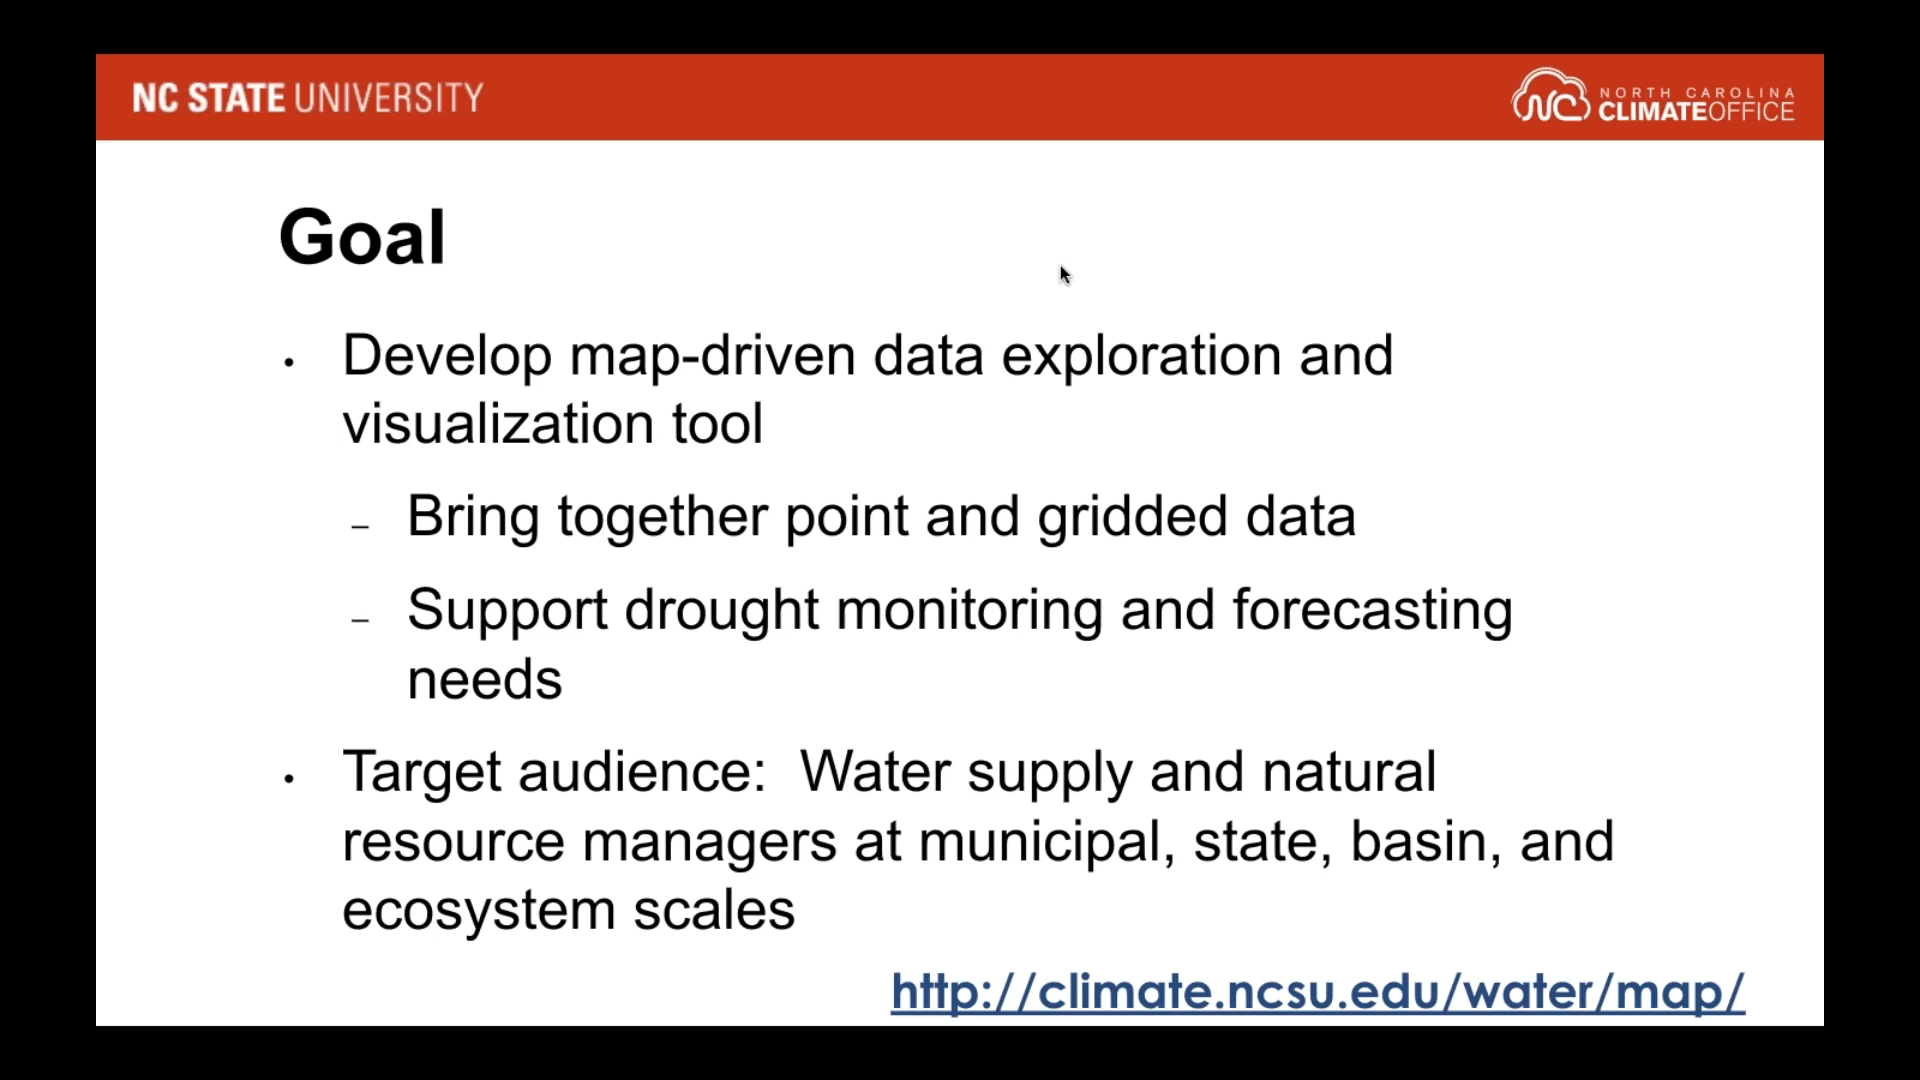 NC STATE UNIVERSITY
NC
NORTH CAROLINA
CLIMATEOFFICE
Goal
• Develop map-driven data exploration and
visualization tool
– Bring together point and gridded data
– Support drought monitoring and forecasting
needs
• Target audience:  Water supply and natural
resource managers at municipal, state, basin, and
ecosystem scales
http://climate.ncsu.edu/water/map/